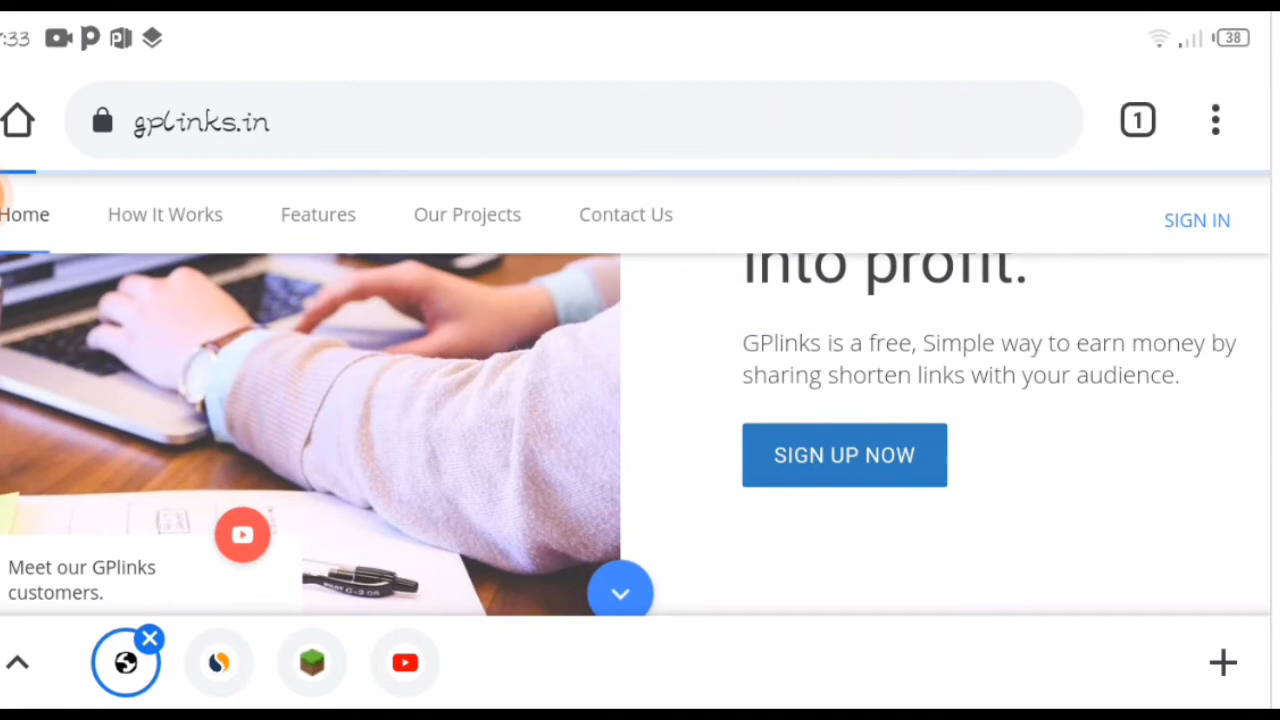 :33
38
gplinks.in
1
Home How It Works Features Our Projects Contact Us SIGN IN
into profit.
GPlinks is a free, Simple way to earn money by
sharing shorten links with your audience.
SIGN UP NOW
Meet our GPlinks
customers.